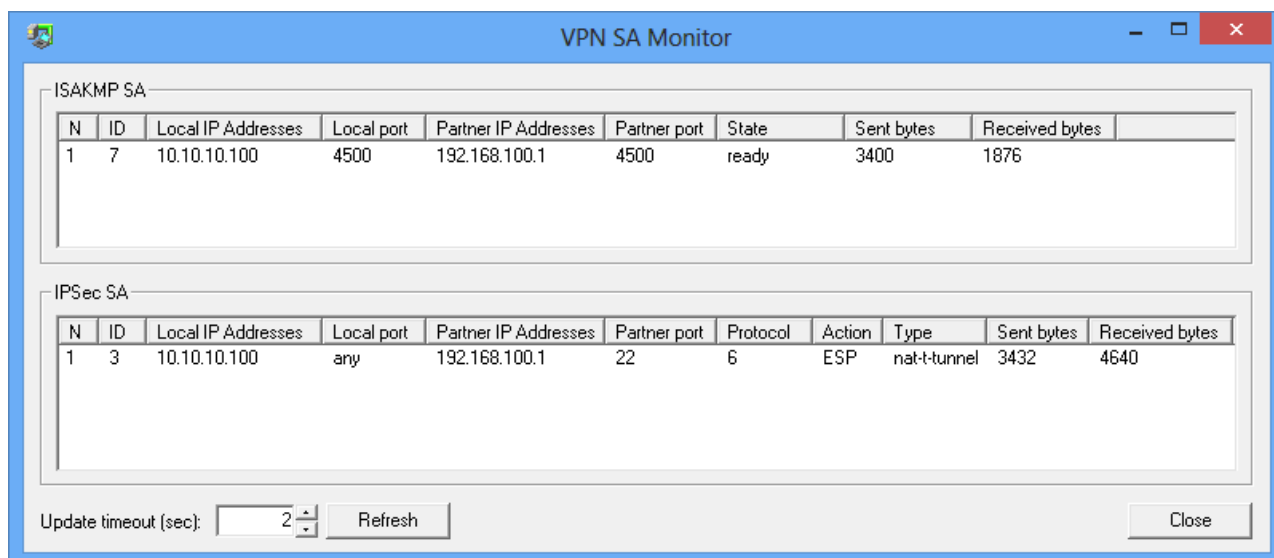 VPN SA Monitor
ISAKMP SA
N ID Local IP Addresses Local port Partner IP Addresses Partner port State Sent bytes Received bytes
1 7 10.10.10.100 4500 192.168.100.1 4500 ready 3400 1876
IPSec SA
N ID Local IP Addresses Local port Partner IP Addresses Partner port Protocol Action Type Sent bytes Received bytes
1 3 10.10.10.100 any 192.168.100.1 22 6 ESP nat-t-tunnel 3432 4640
Update timeout (sec): 2 Refresh Close